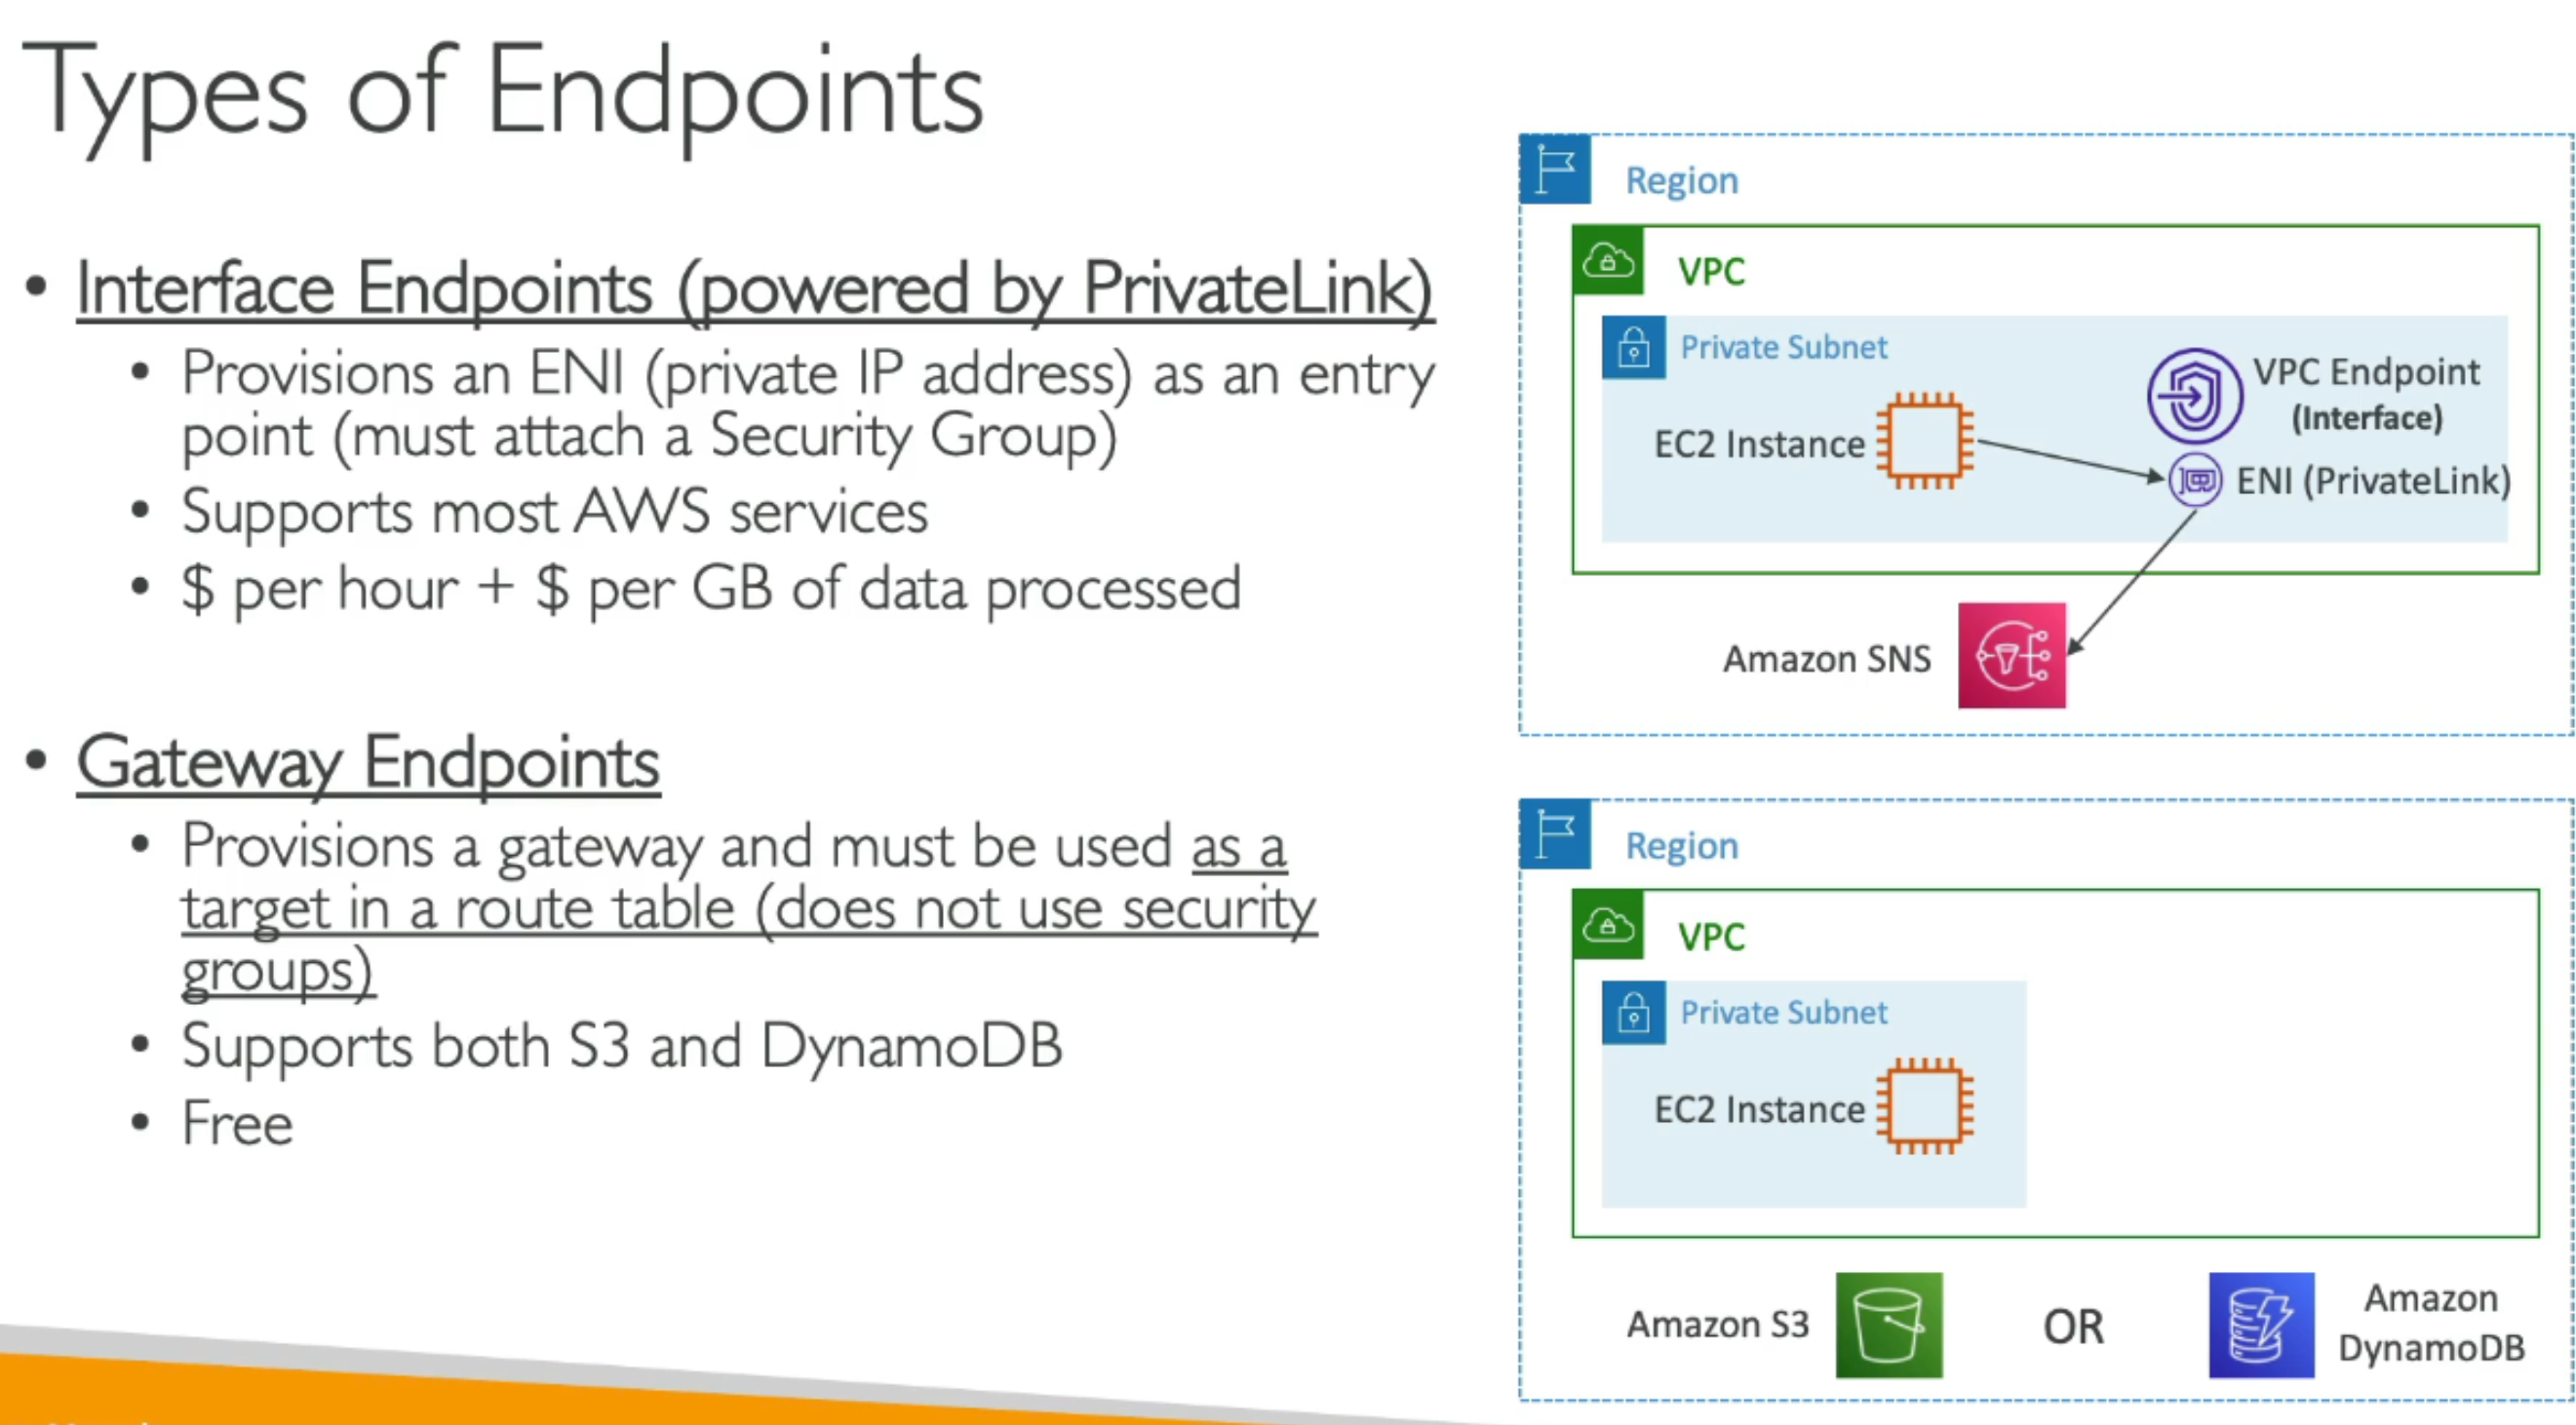 Types of Endpoints
• Interface Endpoints (powered by PrivateLink)
• Provisions an ENI (private IP address) as an entry
point (must attach a Security Group)
• Supports most AWS services
• $ per hour + $ per GB of data processed
• Gateway Endpoints
• Provisions a gateway and must be used as a
target in a route table (does not use security
groups)
• Supports both S3 and DynamoDB
• Free
Region
VPC
Private Subnet
EC2 Instance
VPC Endpoint
(Interface)
ENI (PrivateLink)
Amazon SNS
Region
VPC
Private Subnet
EC2 Instance
Amazon S3
OR
Amazon
DynamoDB